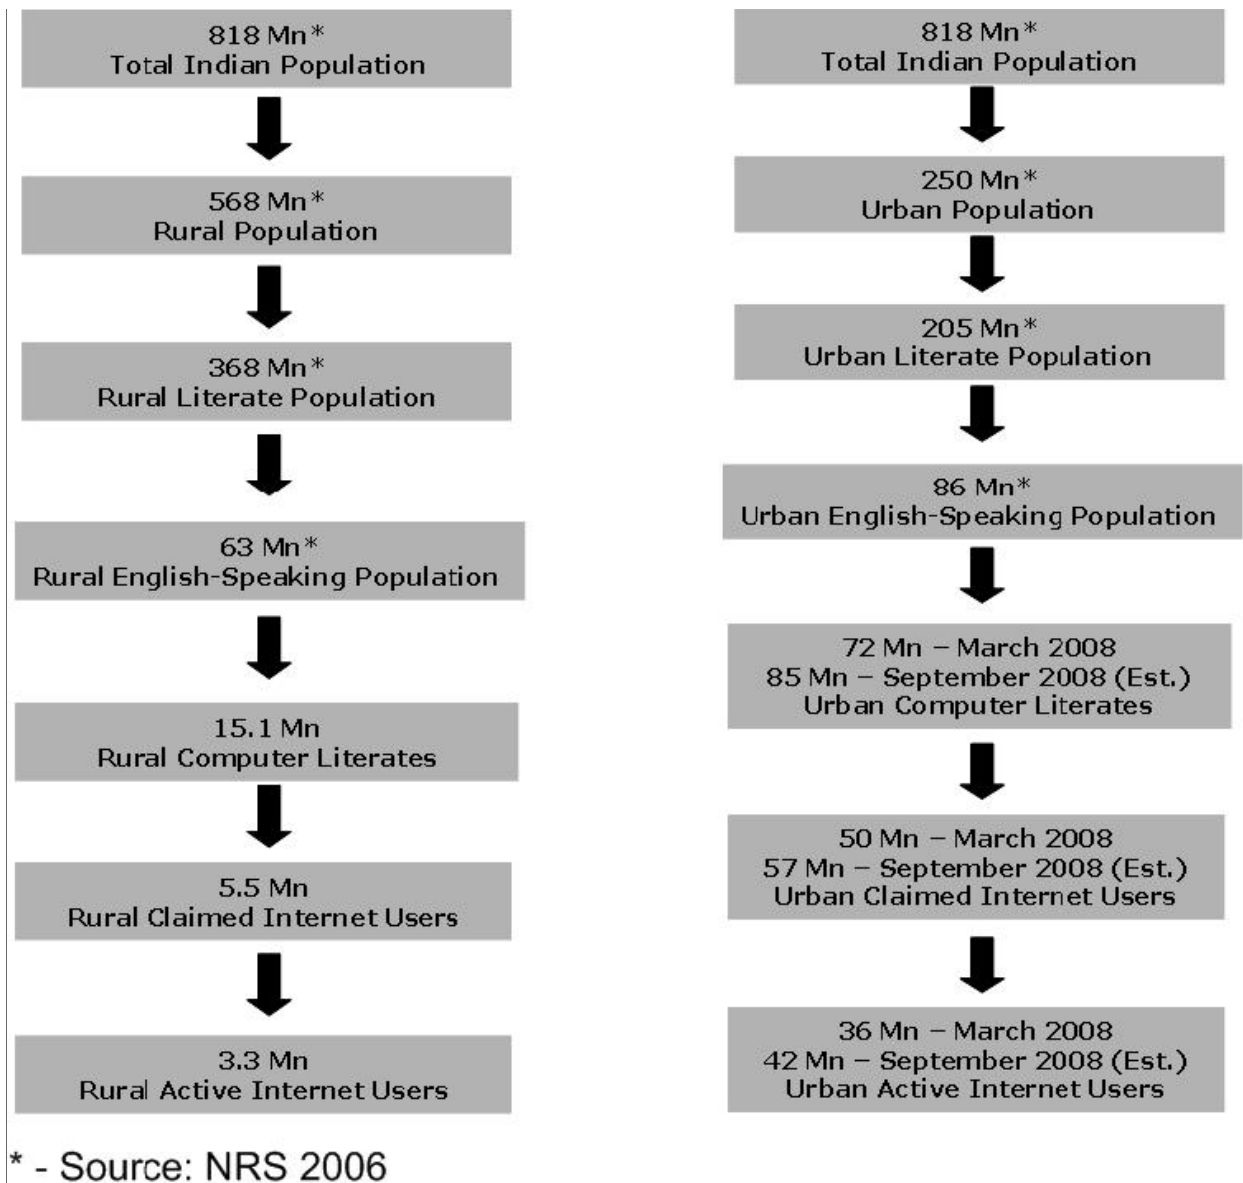 818 Mn*
Total Indian Population
568 Mn*
Rural Population
368 Mn*
Rural Literate Population
63 Mn*
Rural English-Speaking Population
15.1 Mn
Rural Computer Literates
5.5 Mn
Rural Claimed Internet Users
3.3 Mn
Rural Active Internet Users
818 Mn*
Total Indian Population
250 Mn*
Urban Population
205 Mn*
Urban Literate Population
86 Mn*
Urban English-Speaking Population
72 Mn – March 2008
85 Mn – September 2008 (Est.)
Urban Computer Literates
50 Mn – March 2008
57 Mn – September 2008 (Est.)
Urban Claimed Internet Users
36 Mn – March 2008
42 Mn – September 2008 (Est.)
Urban Active Internet Users
* - Source: NRS 2006